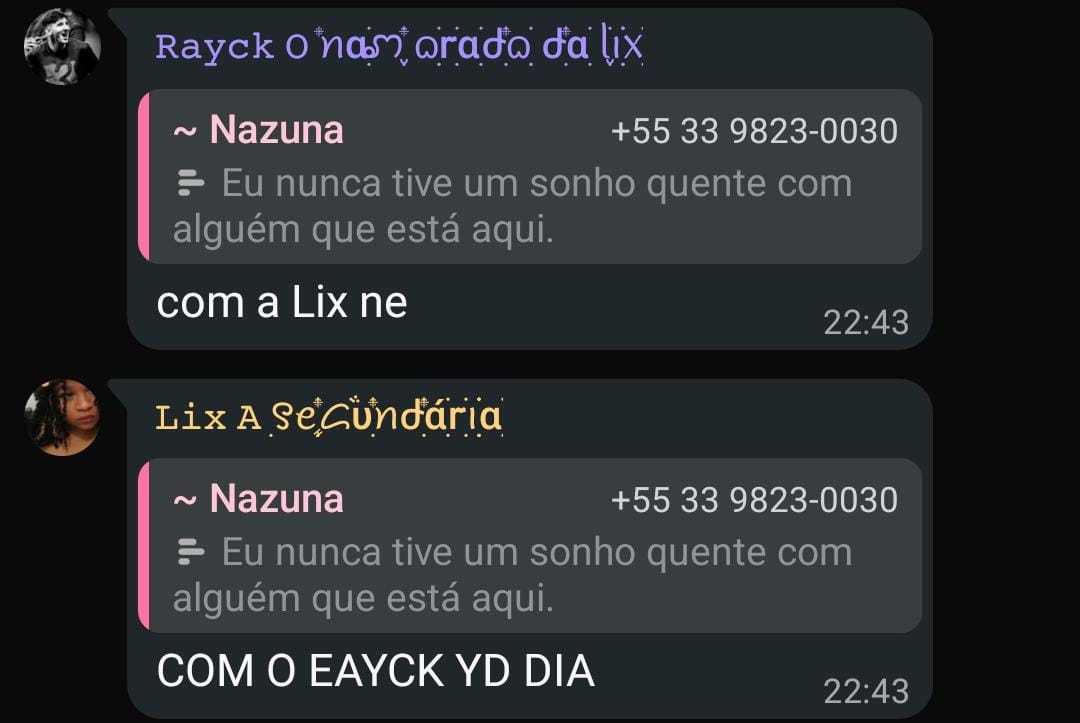 Rayck O namorado da lix
~ Nazuna +55 33 9823-0030
Eu nunca tive um sonho quente com
alguém que está aqui.
com a Lix ne
22:43
Lix A Secundária
~ Nazuna +55 33 9823-0030
Eu nunca tive um sonho quente com
alguém que está aqui.
COM O EAYCK YD DIA
22:43